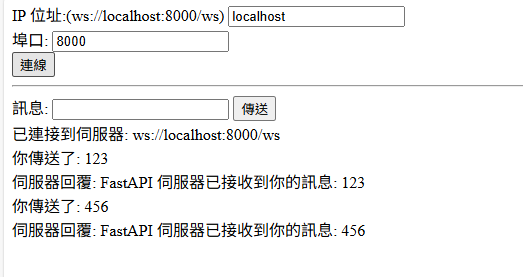 IP 位址:(ws://localhost:8000/ws) localhost
埠口: 8000
連線
訊息: 傳送
已連接到伺服器: ws://localhost:8000/ws
你傳送了: 123
伺服器回覆: FastAPI 伺服器已接收到你的訊息: 123
你傳送了: 456
伺服器回覆: FastAPI 伺服器已接收到你的訊息: 456